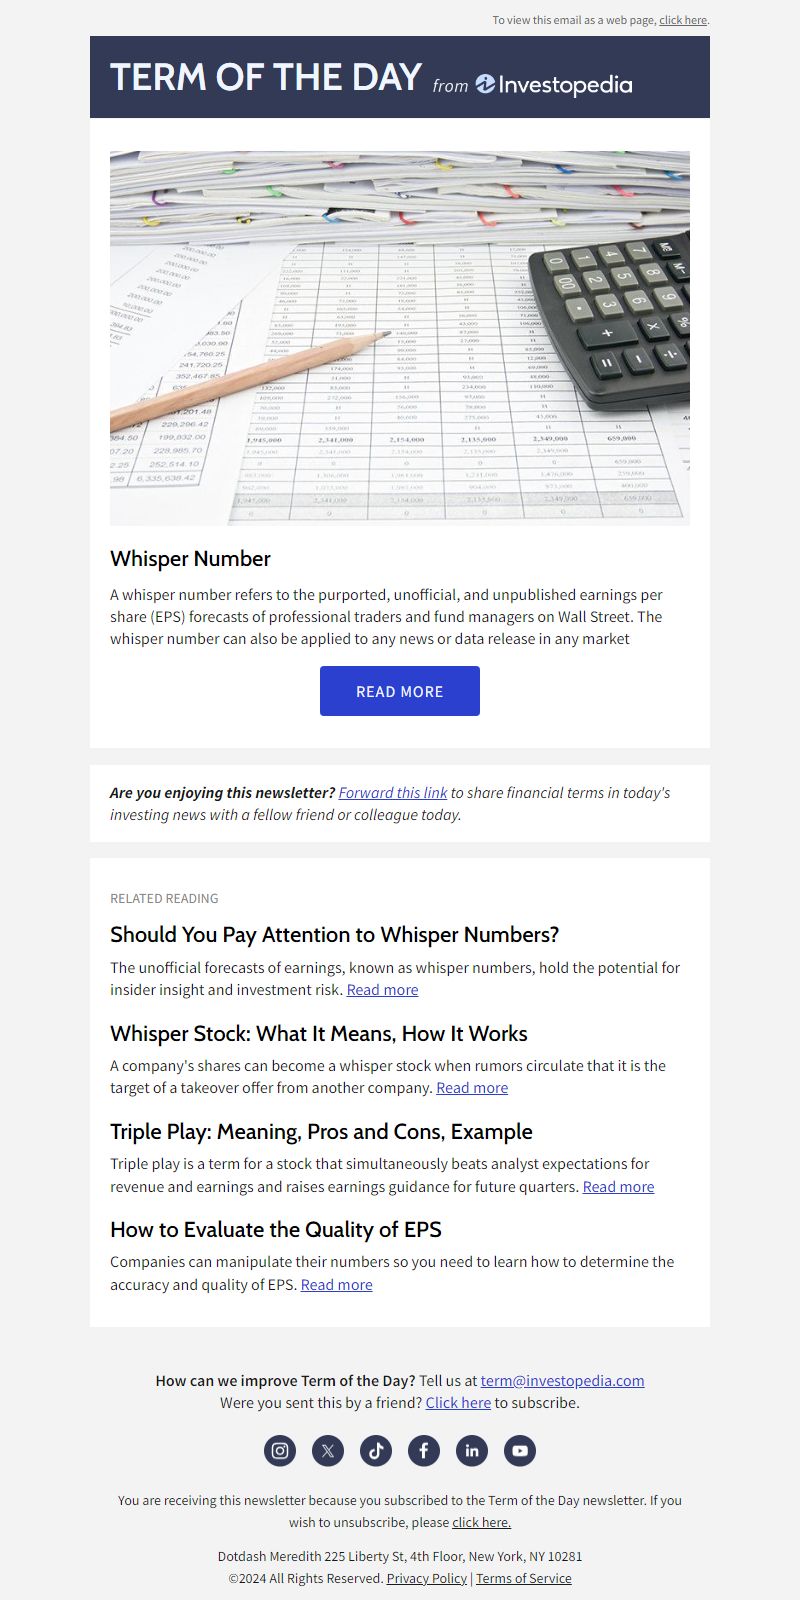 To view this email as a web page, click here.
TERM OF THE DAY from Investopedia
Whisper Number
A whisper number refers to the purported, unofficial, and unpublished earnings per
share (EPS) forecasts of professional traders and fund managers on Wall Street. The
whisper number can also be applied to any news or data release in any market
READ MORE
Are you enjoying this newsletter? Forward this link to share financial terms in today's
investing news with a fellow friend or colleague today.
RELATED READING
Should You Pay Attention to Whisper Numbers?
The unofficial forecasts of earnings, known as whisper numbers, hold the potential for
insider insight and investment risk. Read more
Whisper Stock: What It Means, How It Works
A company's shares can become a whisper stock when rumors circulate that it is the
target of a takeover offer from another company. Read more
Triple Play: Meaning, Pros and Cons, Example
Triple play is a term for a stock that simultaneously beats analyst expectations for
revenue and earnings and raises earnings guidance for future quarters. Read more
How to Evaluate the Quality of EPS
Companies can manipulate their numbers so you need to learn how to determine the
accuracy and quality of EPS. Read more
How can we improve Term of the Day? Tell us at term@investopedia.com
Were you sent this by a friend? Click here to subscribe.
You are receiving this newsletter because you subscribed to the Term of the Day newsletter. If you
wish to unsubscribe, please click here.
Dotdash Meredith 225 Liberty St, 4th Floor, New York, NY 10281
©2024 All Rights Reserved. Privacy Policy | Terms of Service